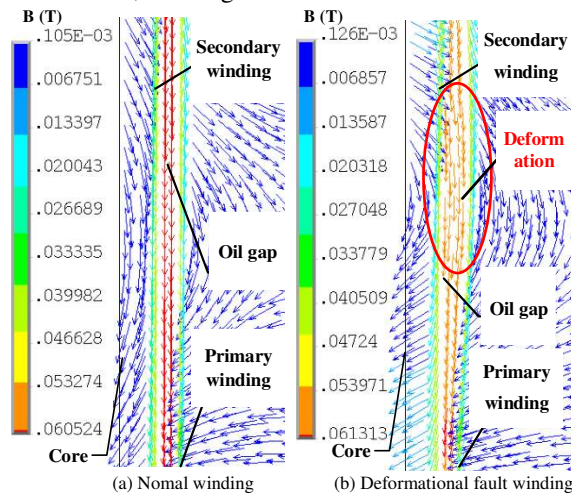 B (T)
.105E-03
.006751
.013397
.020043
.026689
.033335
.039982
.046628
.053274
.060524
Secondary
winding
Oil gap
Primary
winding
Core
(a) Nomal winding
B (T)
.126E-03
.006857
.013587
.020318
.027048
.033779
.040509
.04724
.053971
.061313
Secondary
winding
Deform
ation
Oil gap
Primary
winding
Core
(b) Deformational fault winding